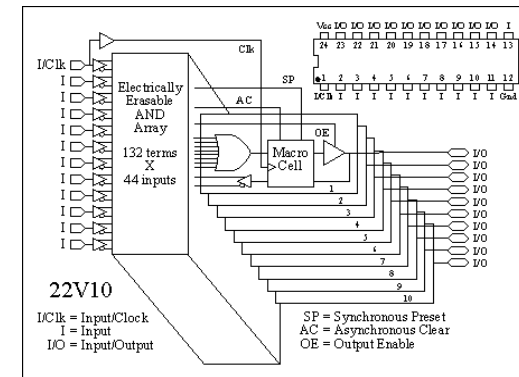 Vcc I/O I/O I/O I/O I/O I/O I/O I/O I/O I/O I
24 23 22 21 20 19 18 17 16 15 14 13
1 2 3 4 5 6 7 8 9 10 11 12
I/Clk I I I I I I I I I I Gnd
Clk
I/Clk
I
I
I
I
I
I
I
I
I
I
I
Electrically
Erasable
AND
Array
132 terms
X
44 inputs
SP
AC
OE
Macro
Cell
1
2
3
4
5
6
7
8
9
10
I/O
I/O
I/O
I/O
I/O
I/O
I/O
I/O
I/O
22V10
I/Clk = Input/Clock
I = Input
I/O = Input/Output
SP = Synchronous Preset
AC = Asynchronous Clear
OE = Output Enable